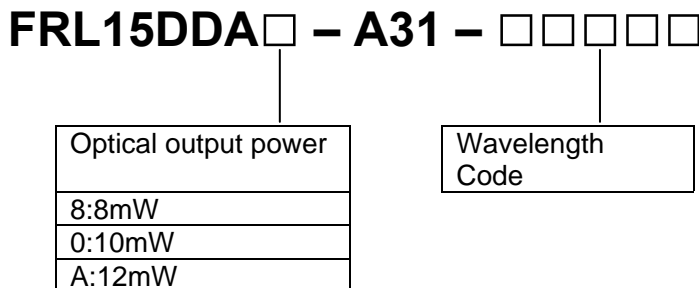 FRL15DDA□ – A31 – □□□□□
Optical output power
8:8mW
0:10mW
A:12mW
Wavelength
Code